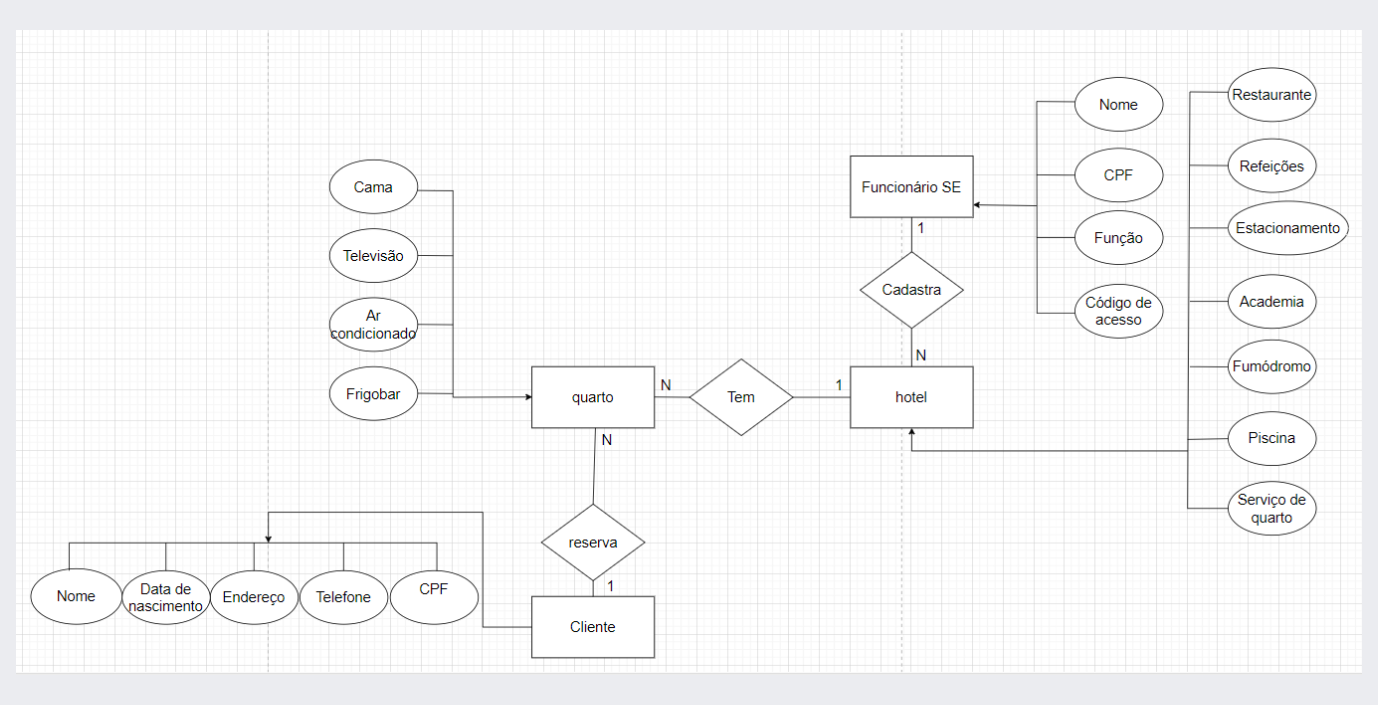 Restaurante
Nome
Refeições
CPF
Cama
Funcionário SE
Estacionamento
1
Função
Televisão
Cadastra
Academia
Código de
acesso
Ar
condicionado
N
Fumódromo
Frigobar
quarto
N
Tem
1
hotel
N
Piscina
Serviço de
quarto
reserva
1
Nome
Data de
nascimento
Endereço
Telefone
CPF
Cliente